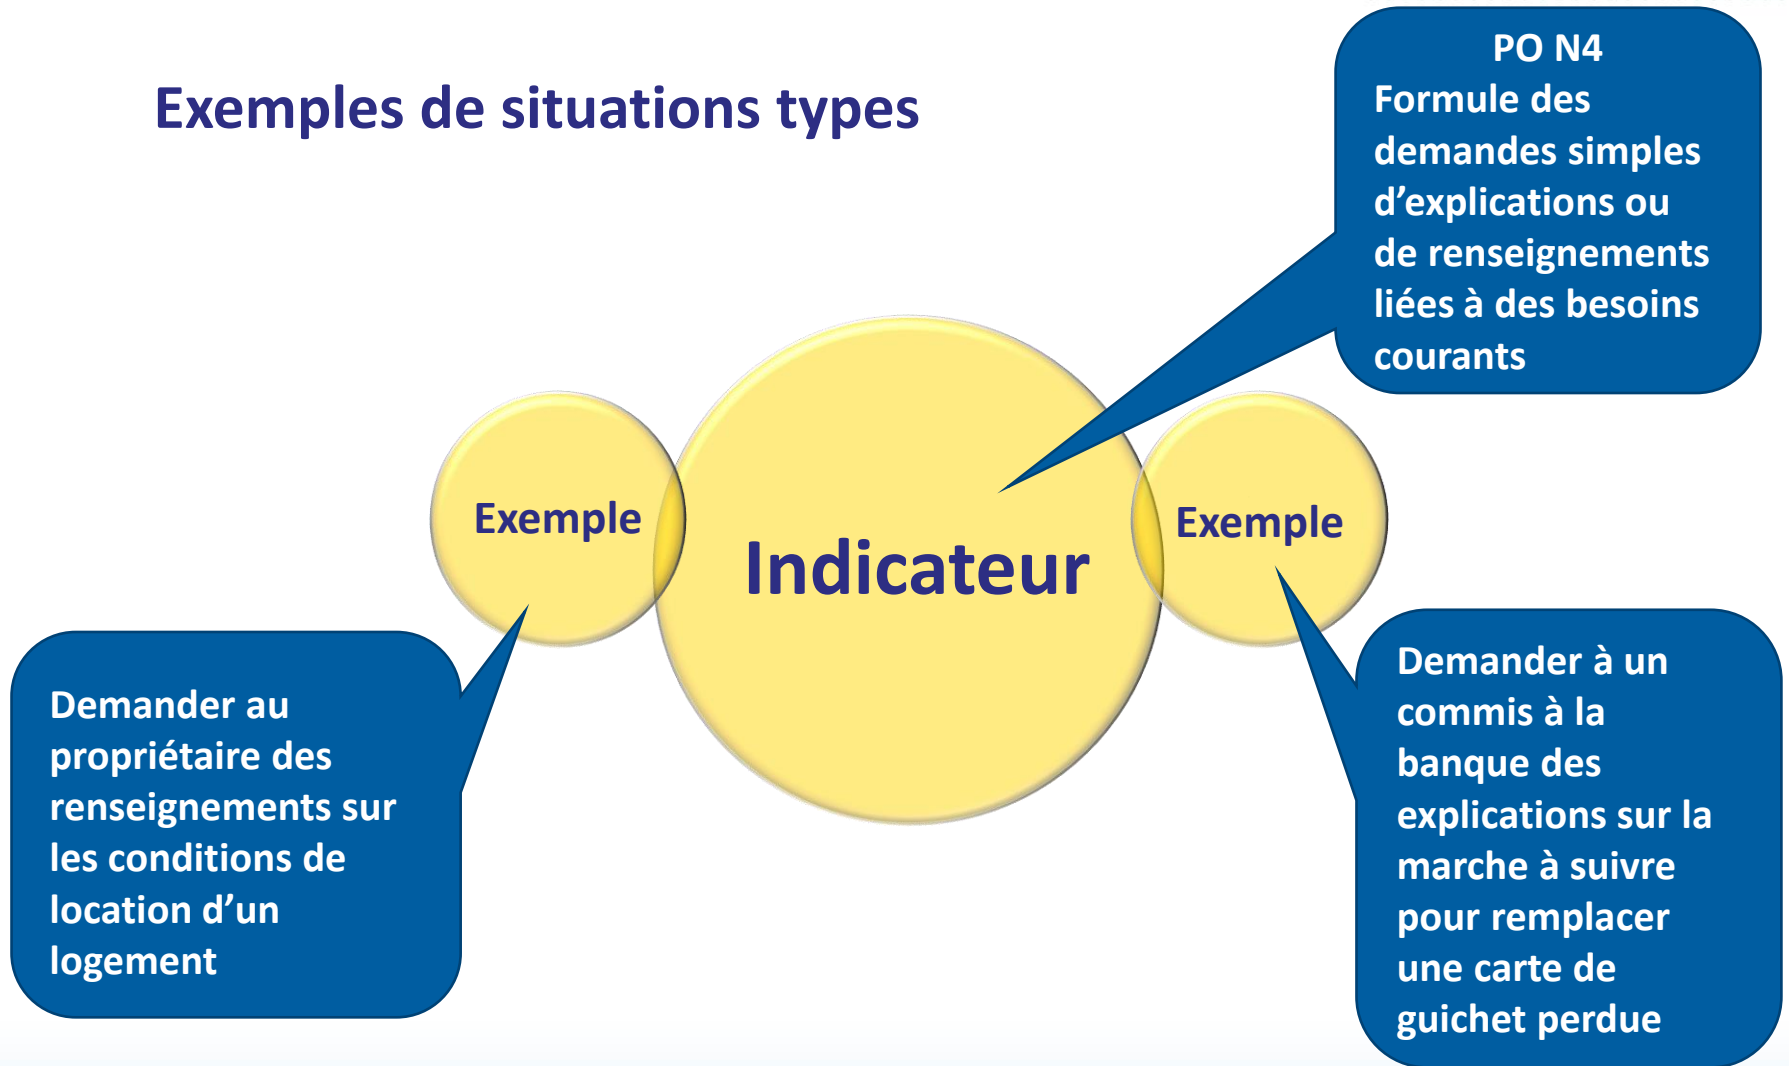 Exemples de situations types
PO N4
Formule des
demandes simples
d’explications ou
de renseignements
liées à des besoins
courants
Exemple
Indicateur
Exemple
Demander au
propriétaire des
renseignements sur
les conditions de
location d’un
logement
Demander à un
commis à la
banque des
explications sur la
marche à suivre
pour remplacer
une carte de
guichet perdue